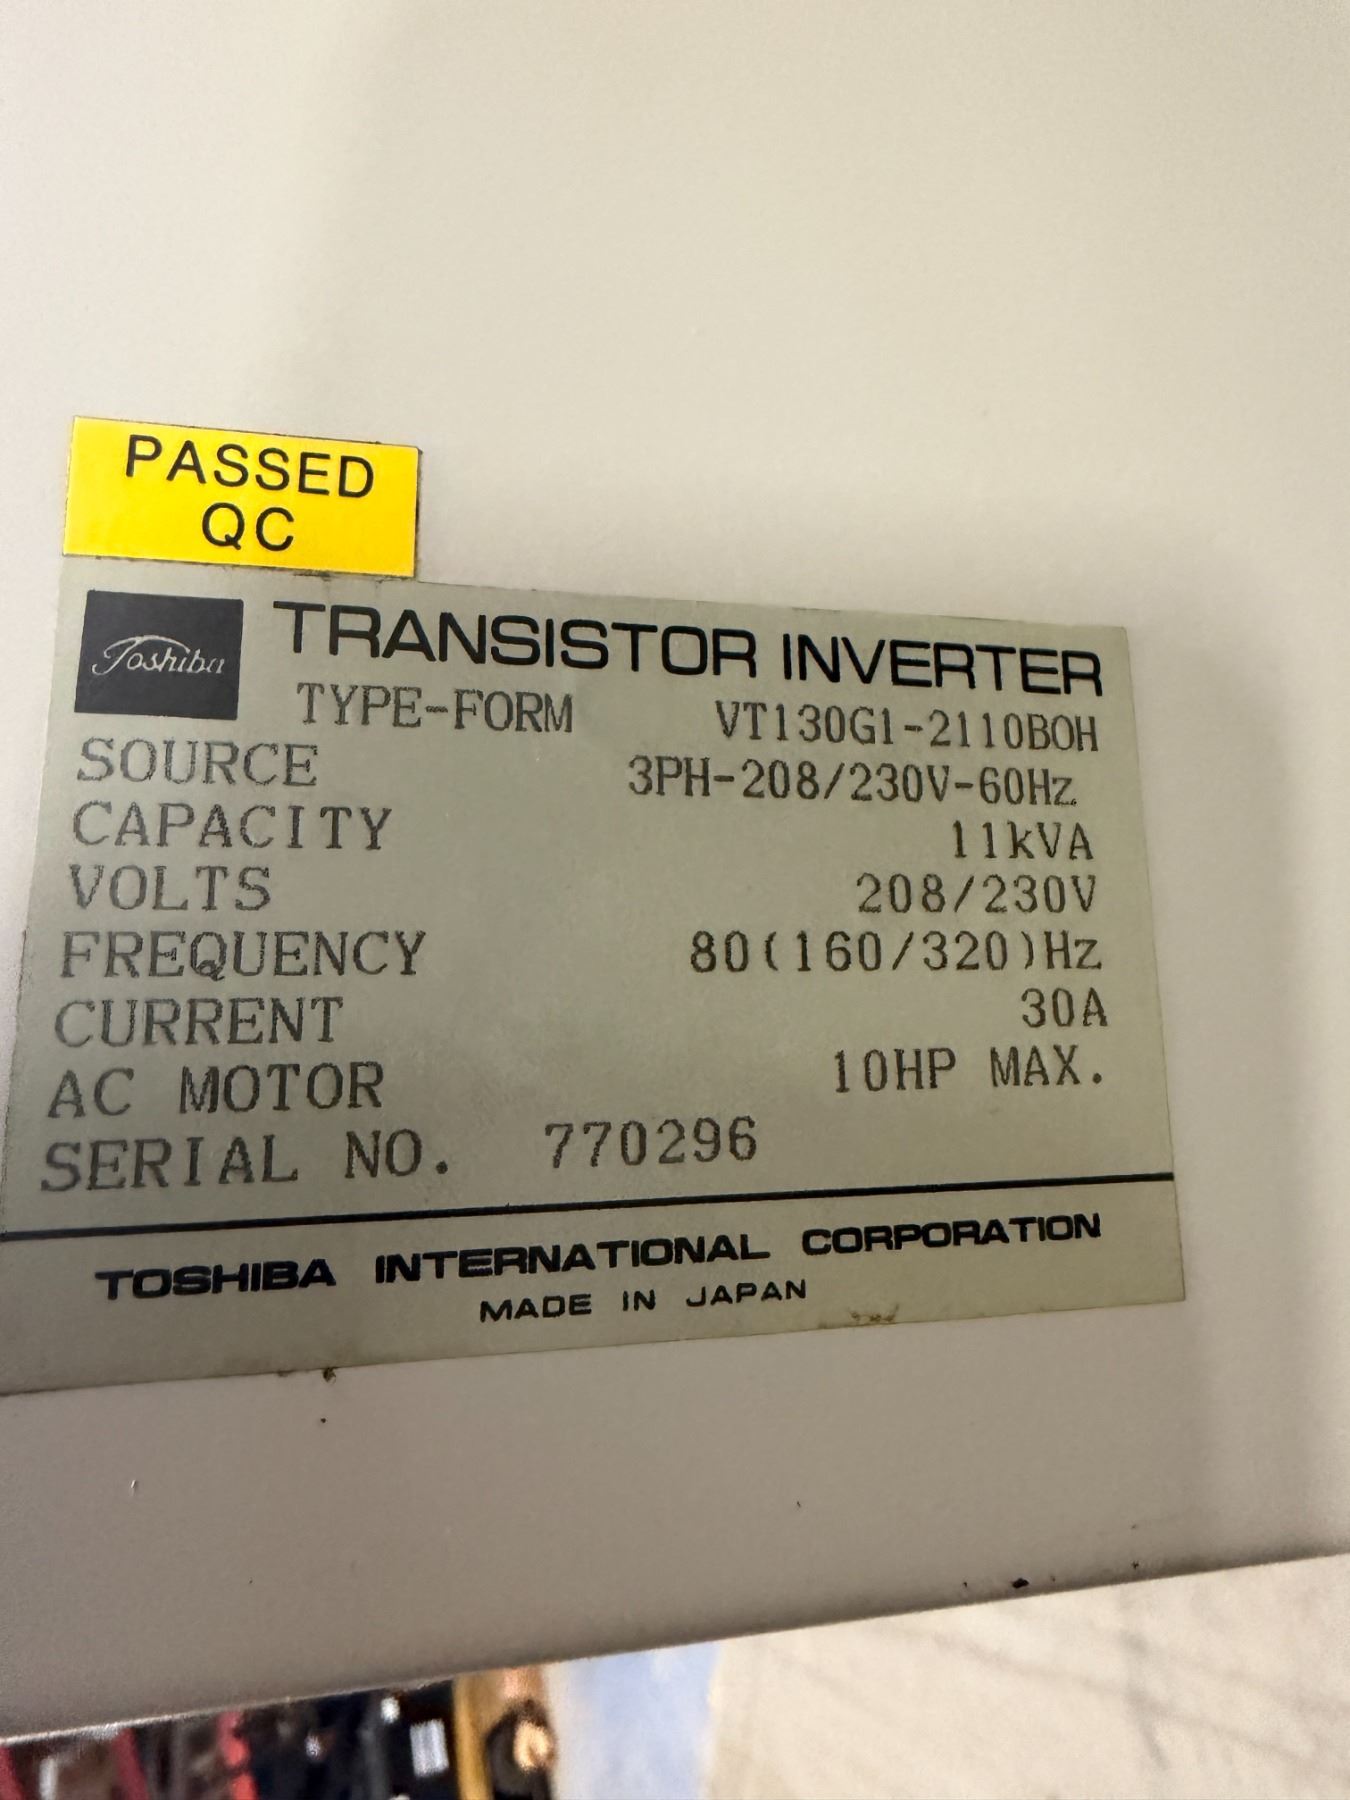 PASSED
QC
Toshiba
TRANSISTOR INVERTER
TYPE-FORM VT130G1-2110BOH
SOURCE 3PH-208/230V-60Hz
CAPACITY 11kVA
VOLTS 208/230V
FREQUENCY 80(160/320)Hz
CURRENT 30A
AC MOTOR 10HP MAX.
SERIAL NO. 770296
TOSHIBA INTERNATIONAL CORPORATION
MADE IN JAPAN